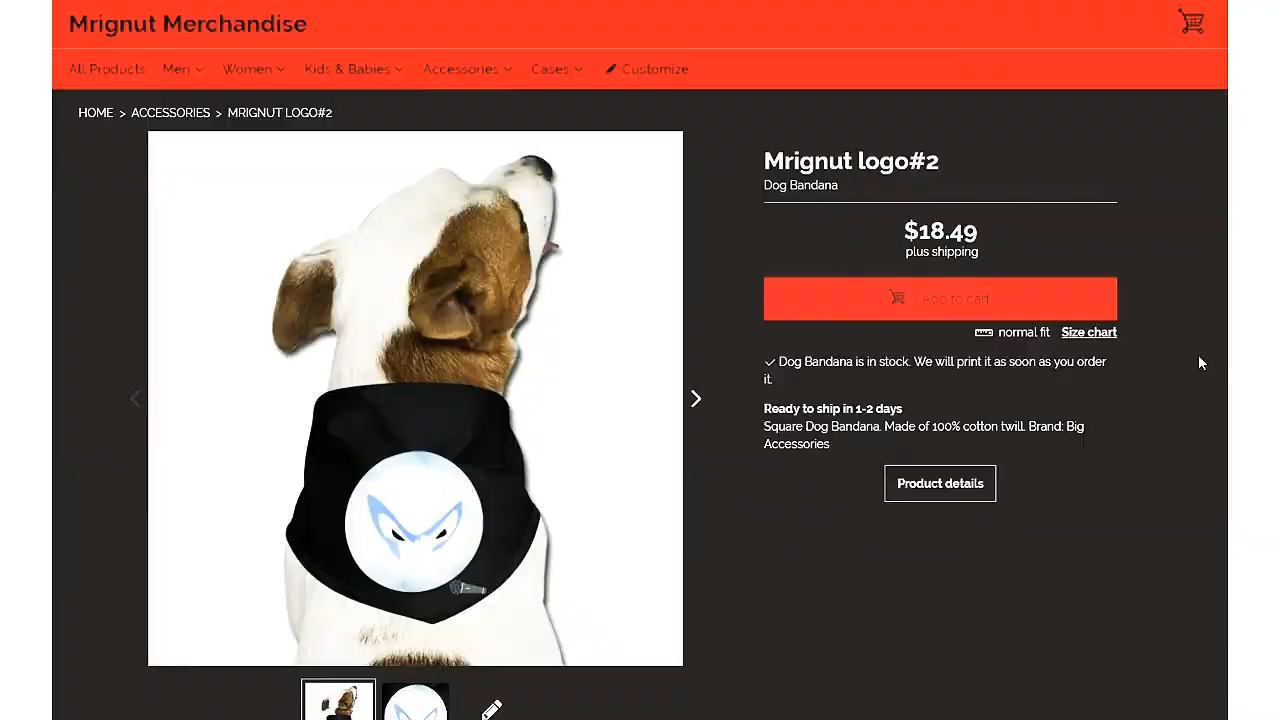 Mrignut Merchandise
All Products Men Women Kids & Babies Accessories Cases Customize
HOME > ACCESSORIES > MRIGNUT LOGO#2
Mrignut logo#2
Dog Bandana
$18.49
plus shipping
Add to cart
normal fit Size chart
Dog Bandana is in stock. We will print it as soon as you order
it.
Ready to ship in 1-2 days
Square Dog Bandana. Made of 100% cotton twill. Brand: Big
Accessories
Product details